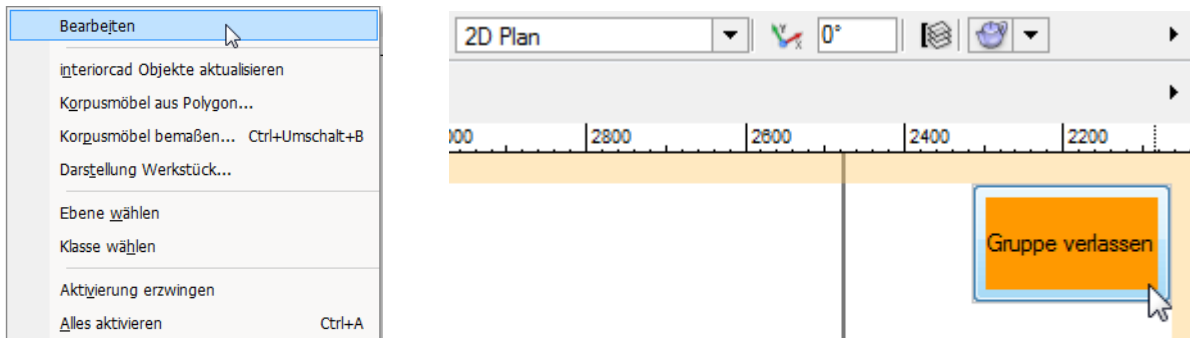 Bearbeiten
interiorcad Objekte aktualisieren
Korpusmöbel aus Polygon...
Korpusmöbel bemaßen... Ctrl+Umschalt+B
Darstellung Werkstück...
Ebene wählen
Klasse wählen
Aktivierung erzwingen
Alles aktivieren Ctrl+A
2D Plan 0°
000 2800 2600 2400 2200
Gruppe verlassen